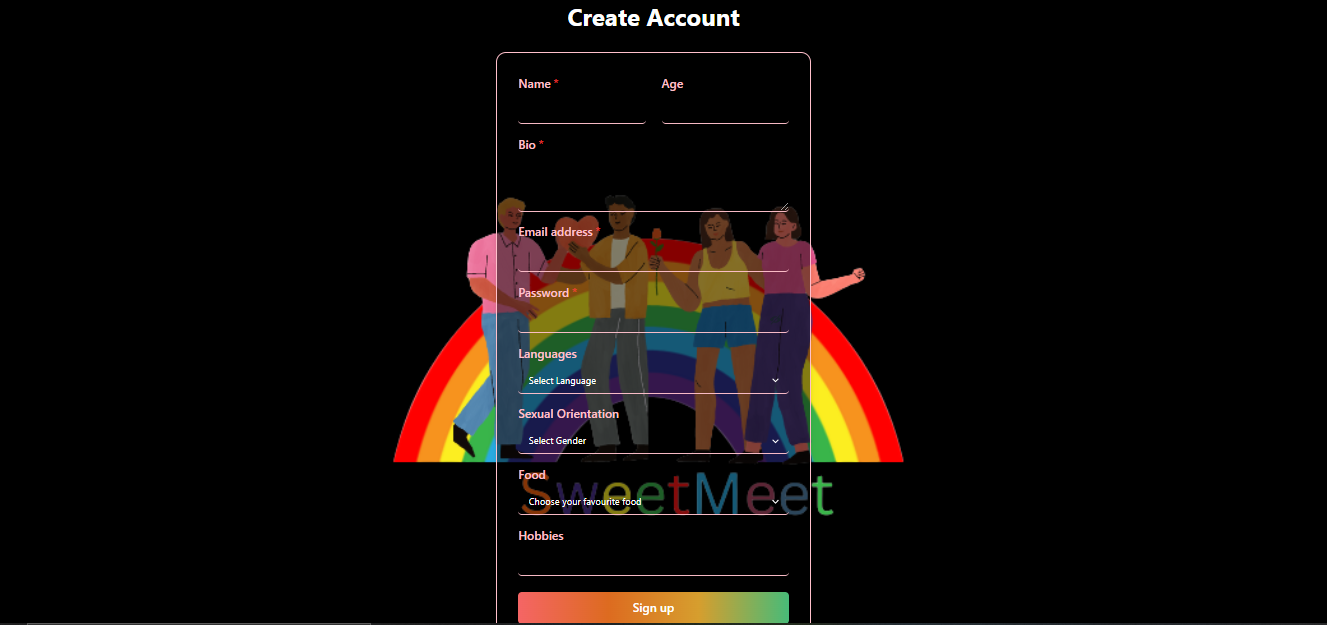 Create Account
Name * Age
Bio *
Email address *
Password *
Languages
Select Language
Sexual Orientation
Select Gender
Food
SweetMeet
Choose your favourite food
Hobbies
Sign up